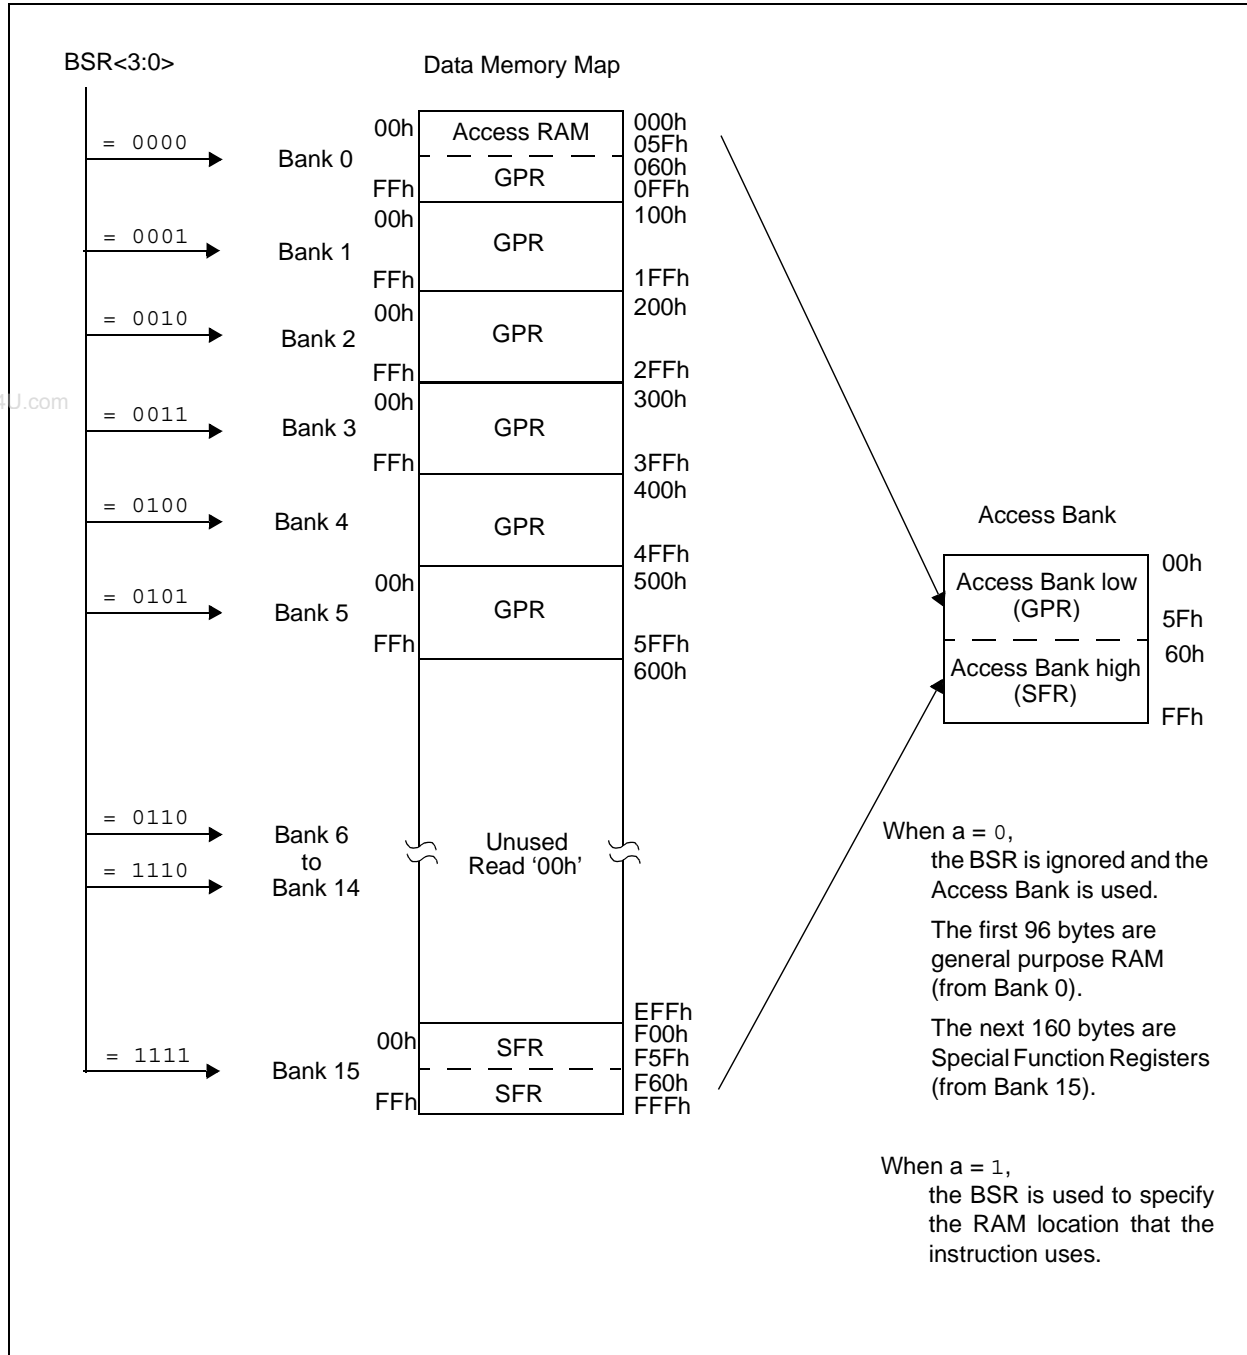 BSR<3:0>
Data Memory Map
= 0000
Bank 0
00h
Access RAM
000h
05Fh
GPR
060h
FFh
0FFh
= 0001
Bank 1
00h
GPR
100h
FFh
1FFh
= 0010
Bank 2
00h
GPR
200h
FFh
2FFh
4U.com
= 0011
Bank 3
00h
GPR
300h
FFh
3FFh
= 0100
Bank 4
GPR
400h
4FFh
= 0101
Bank 5
00h
GPR
500h
FFh
5FFh
600h
= 0110
Bank 6
to
= 1110
Bank 14
Unused
Read ‘00h’
EFFh
= 1111
Bank 15
00h
SFR
F00h
F5Fh
SFR
F60h
FFh
FFFh
Access Bank
Access Bank low
(GPR)
00h
5Fh
Access Bank high
(SFR)
60h
FFh
When a = 0,
the BSR is ignored and the
Access Bank is used.
The first 96 bytes are
general purpose RAM
(from Bank 0).
The next 160 bytes are
Special Function Registers
(from Bank 15).
When a = 1,
the BSR is used to specify
the RAM location that the
instruction uses.